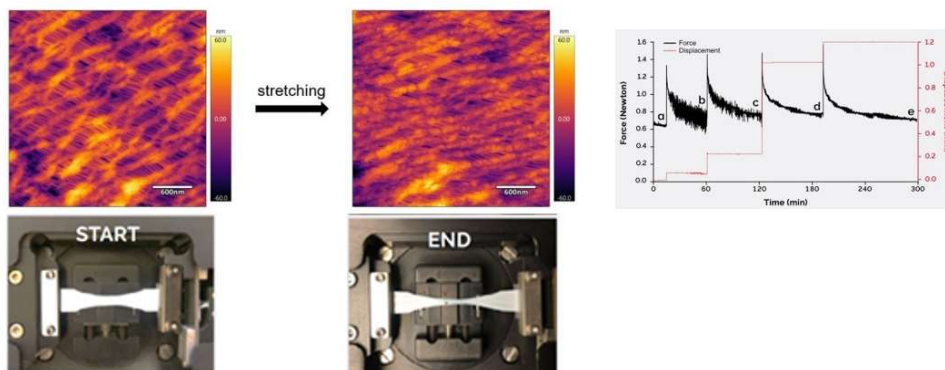 nm
60.0
0.00
-60.0
600nm
stretching
nm
60.0
0.00
-60.0
600nm
Force
Displacement
Force (Newton)
1.6
1.4
1.2
1.0
0.8
0.6
0.4
0.2
0.0
a
b
c
d
e
1.2
1.0
0.8
0.6
0.4
0.2
0.0
0
60
120
180
240
300
Time (min)
START
END